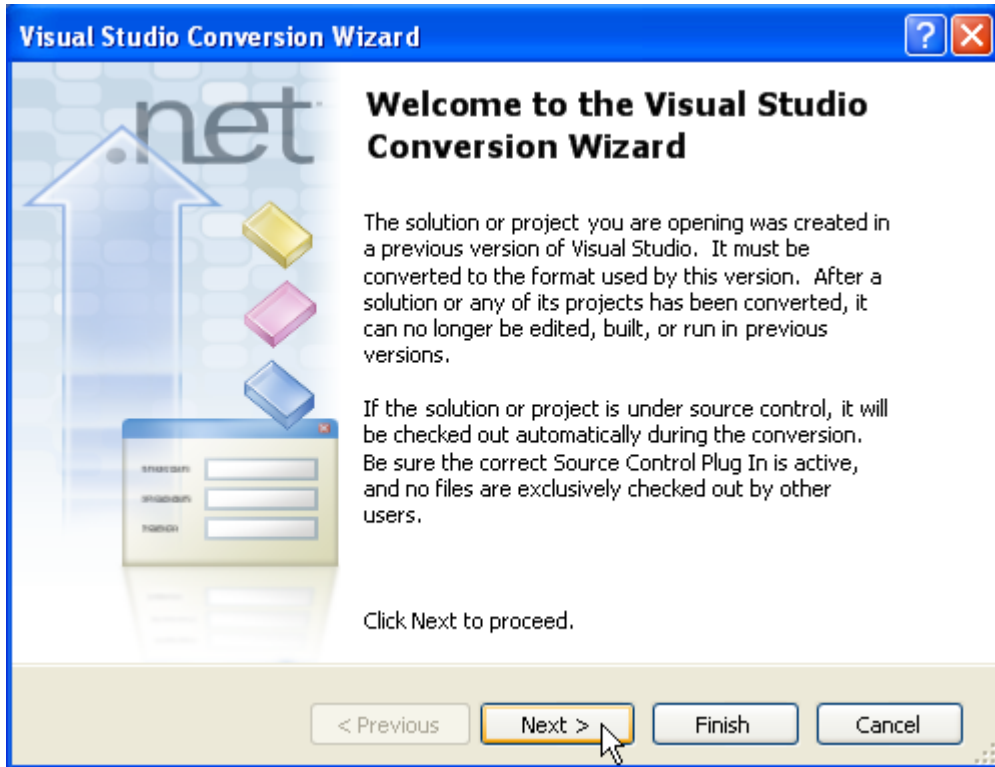 Visual Studio Conversion Wizard
.net
Welcome to the Visual Studio
Conversion Wizard
The solution or project you are opening was created in
a previous version of Visual Studio. It must be
converted to the format used by this version. After a
solution or any of its projects has been converted, it
can no longer be edited, built, or run in previous
versions.
If the solution or project is under source control, it will
be checked out automatically during the conversion.
Be sure the correct Source Control Plug In is active,
and no files are exclusively checked out by other
users.
Click Next to proceed.
< Previous Next > Finish Cancel